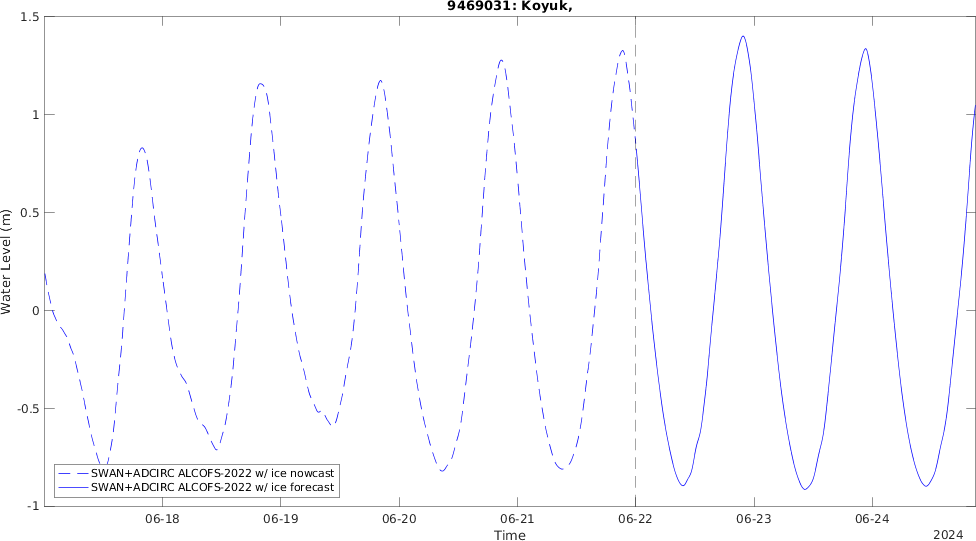 9469031: Koyuk,
1.5
1
0.5
0
-0.5
-1
Water Level (m)
SWAN+ADCIRC ALCOFS-2022 w/ ice nowcast
SWAN+ADCIRC ALCOFS-2022 w/ ice forecast
06-18 06-19 06-20 06-21 06-22 06-23 06-24
Time
2024